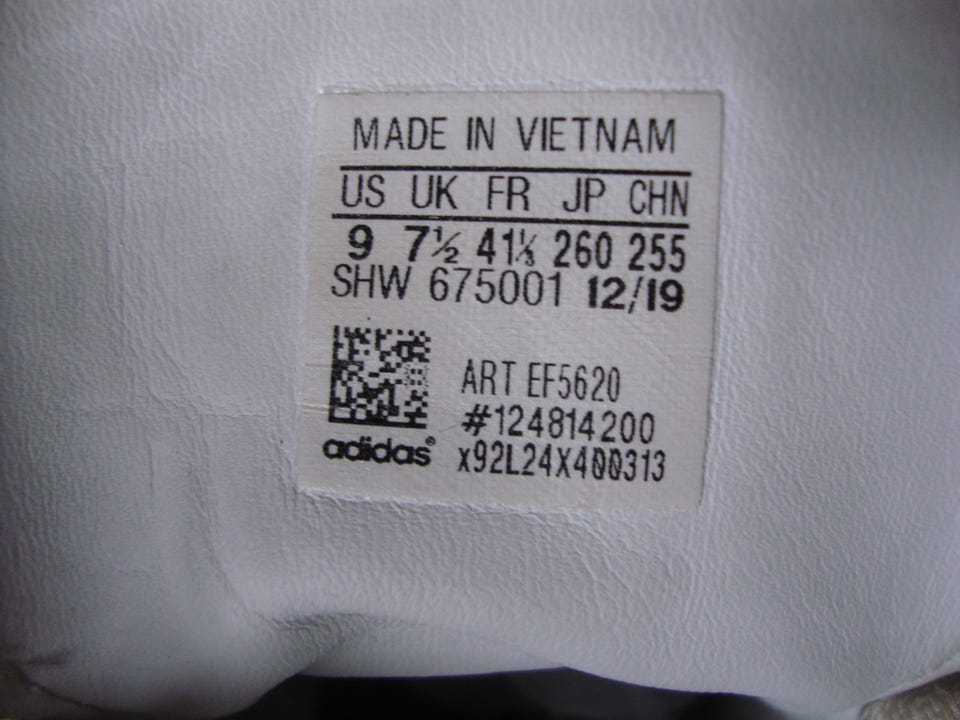 MADE IN VIETNAM
US UK FR JP CHN
9 7½ 41⅓ 260 255
SHW 675001 12/19
ART EF5620
#124814200
adidas® x92L24X400313